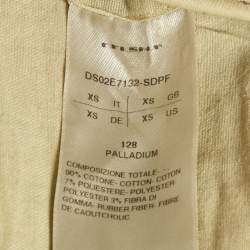 DS02E7132-SDPF
XS IT XS GB
XS DE XS US
128
PALLADIUM
COMPOSIZIONE TOTALE-
90% COTONE- COTTON- COTON
7% POLIESTERE- POLYESTER
POLYESTER 3% FIBRA DI
GOMMA- RUBBER FIBER- FIBRE
DE CAOUTCHOUC